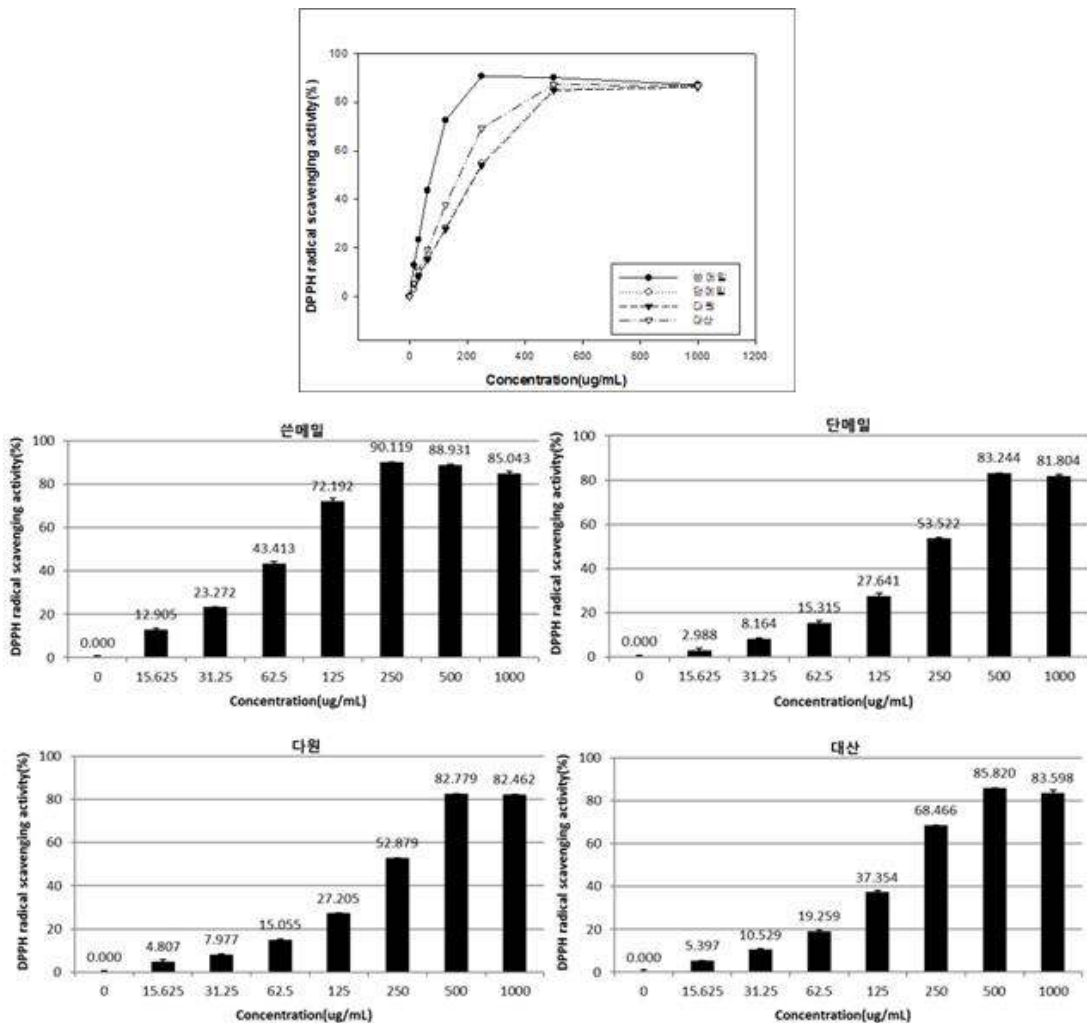 DPPH radical scavenging activity(%)
100
80
60
40
20
0
0 200 400 600 800 1000 1200
Concentration(ug/mL)
쓴메밀
단메밀
다원
대산
쓴메밀
DPPH radical scavenging activity(%)
100
80
60
40
20
0
0.000 12.905 23.272 43.413 72.192 90.119 88.931 85.043
0 15.625 31.25 62.5 125 250 500 1000
Concentration(ug/mL)
단메밀
DPPH radical scavenging activity(%)
100
80
60
40
20
0
0.000 2.988 8.164 15.315 27.641 53.522 83.244 81.804
0 15.625 31.25 62.5 125 250 500 1000
Concentration(ug/mL)
다원
DPPH radical scavenging activity(%)
100
80
60
40
20
0
0.000 4.807 7.977 15.055 27.205 52.879 82.779 82.462
0 15.625 31.25 62.5 125 250 500 1000
Concentration(ug/mL)
대산
DPPH radical scavenging activity(%)
100
80
60
40
20
0
0.000 5.397 10.529 19.259 37.354 68.466 85.820 83.598
0 15.625 31.25 62.5 125 250 500 1000
Concentration(ug/mL)